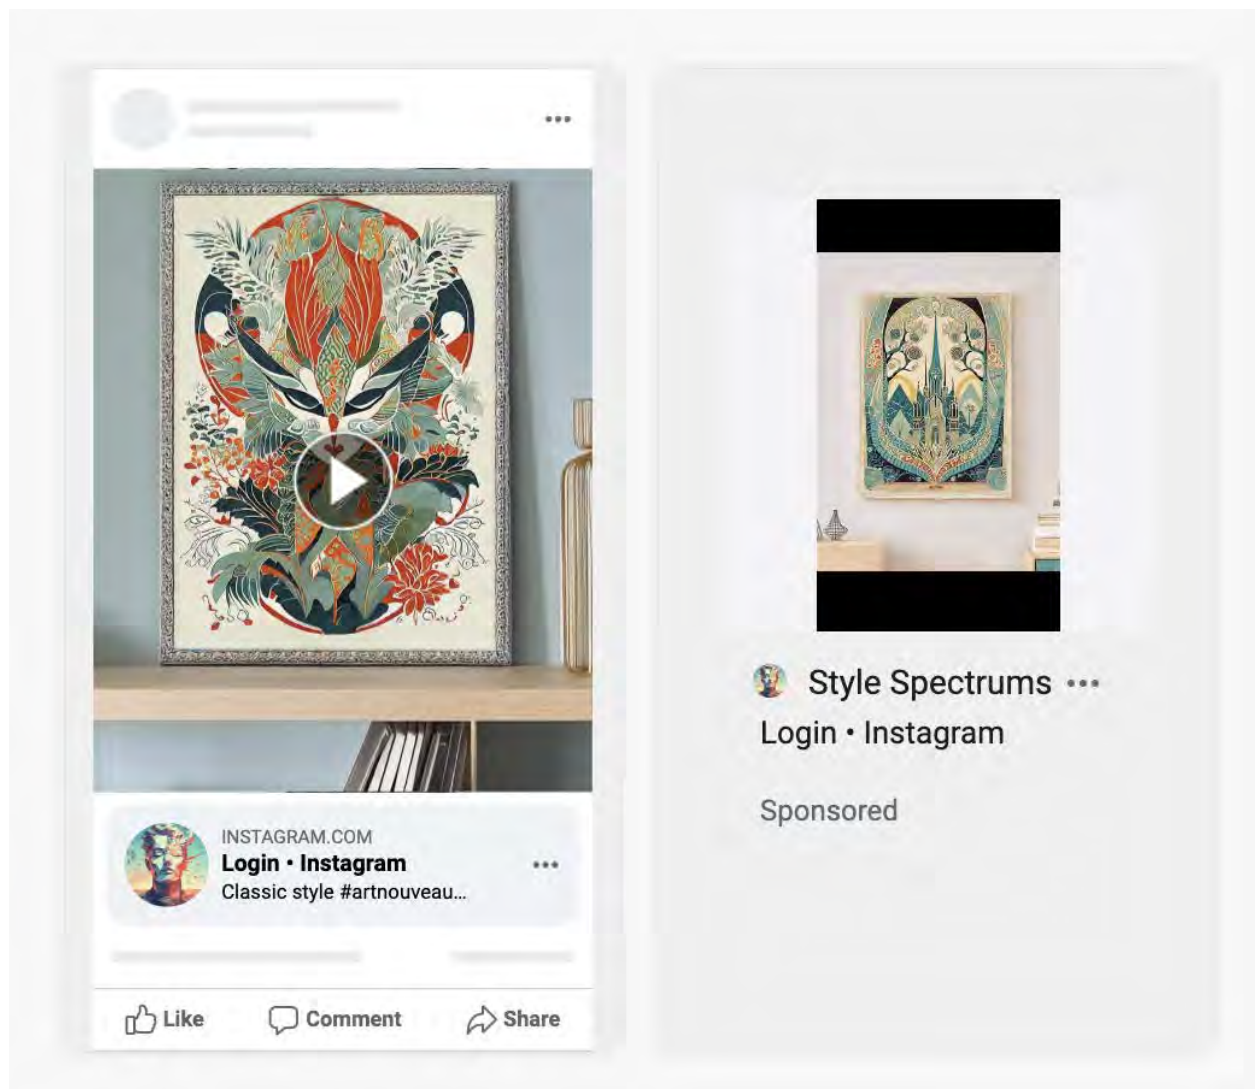 INSTAGRAM.COM
Login • Instagram
Classic style #artnouveau...
Like
Comment
Share
Style Spectrums
Login • Instagram
Sponsored